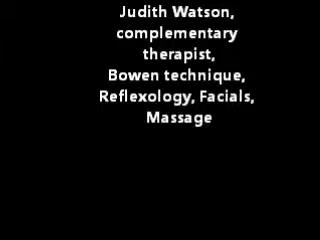 Judith Watson,
complementary
therapist,
Bowen technique,
Reflexology, Facials,
Massage